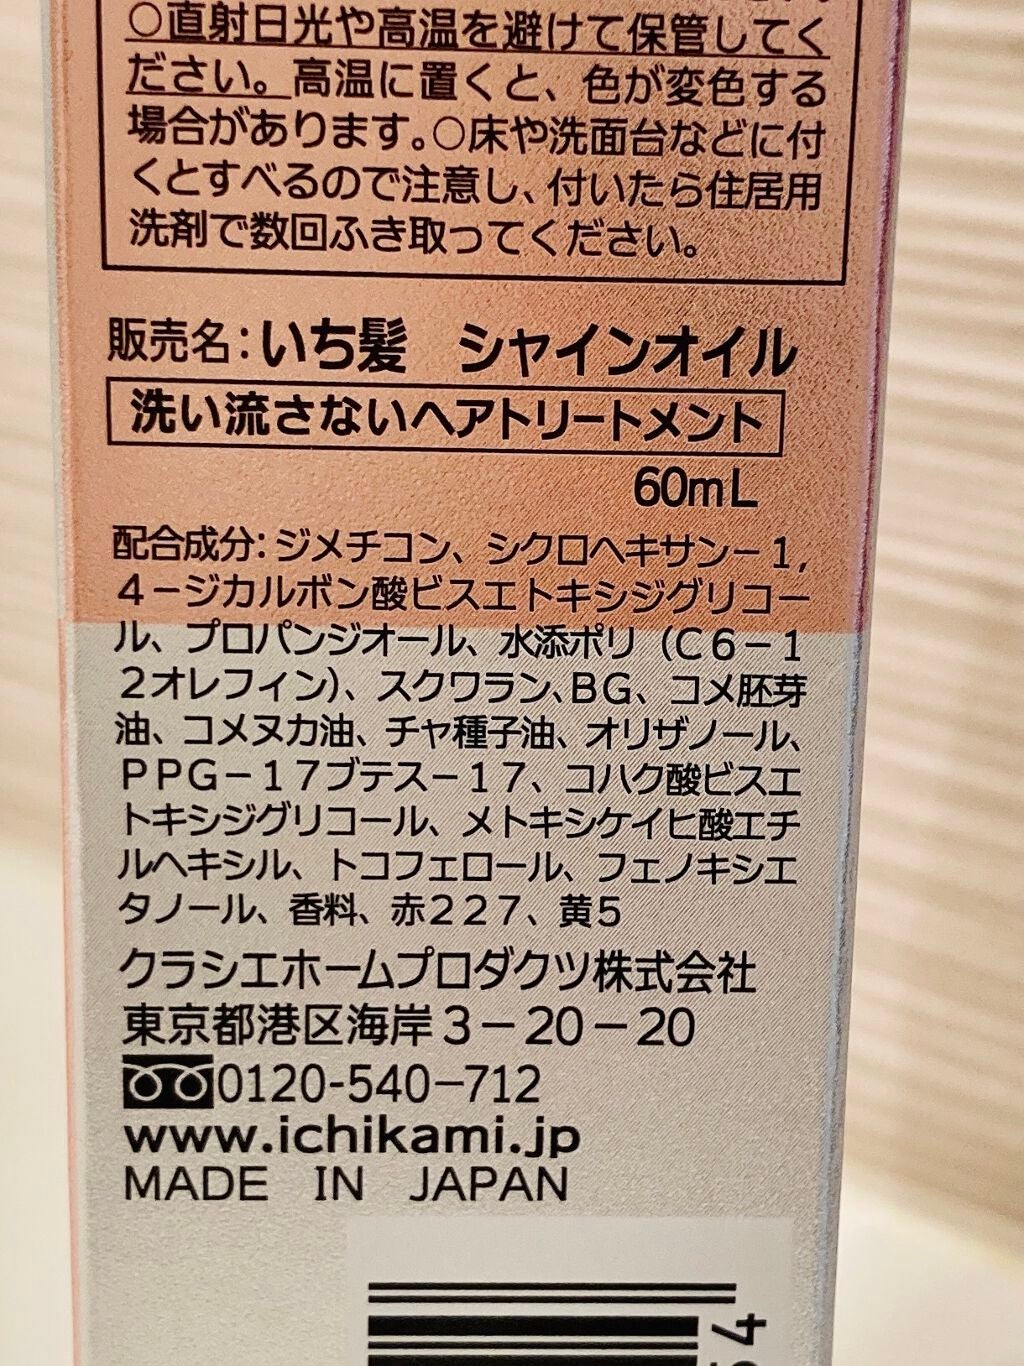 ○直射日光や高温を避けて保管してく
ださい。高温に置くと、色が変色する
場合があります。○床や洗面台などに付
くとすべるので注意し、付いたら住居用
洗剤で数回ふき取ってください。
販売名：いち髪　シャインオイル
洗い流さないヘアトリートメント
60mL
配合成分：ジメチコン、シクロヘキサン－１，
４－ジカルボン酸ビスエトキシジグリコー
ル、プロパンジオール、水添ポリ（Ｃ６－１
２オレフィン）、スクワラン、ＢＧ、コメ胚芽
油、コメヌカ油、チャ種子油、オリザノール、
ＰＰＧ－１７ブテス－１７、コハク酸ビスエ
トキシジグリコール、メトキシケイヒ酸エチ
ルヘキシル、トコフェロール、フェノキシエ
タノール、香料、赤２２７、黄５
クラシエホームプロダクツ株式会社
東京都港区海岸３－２０－２０
0120-540-712
www.ichikami.jp
MADE IN JAPAN
4